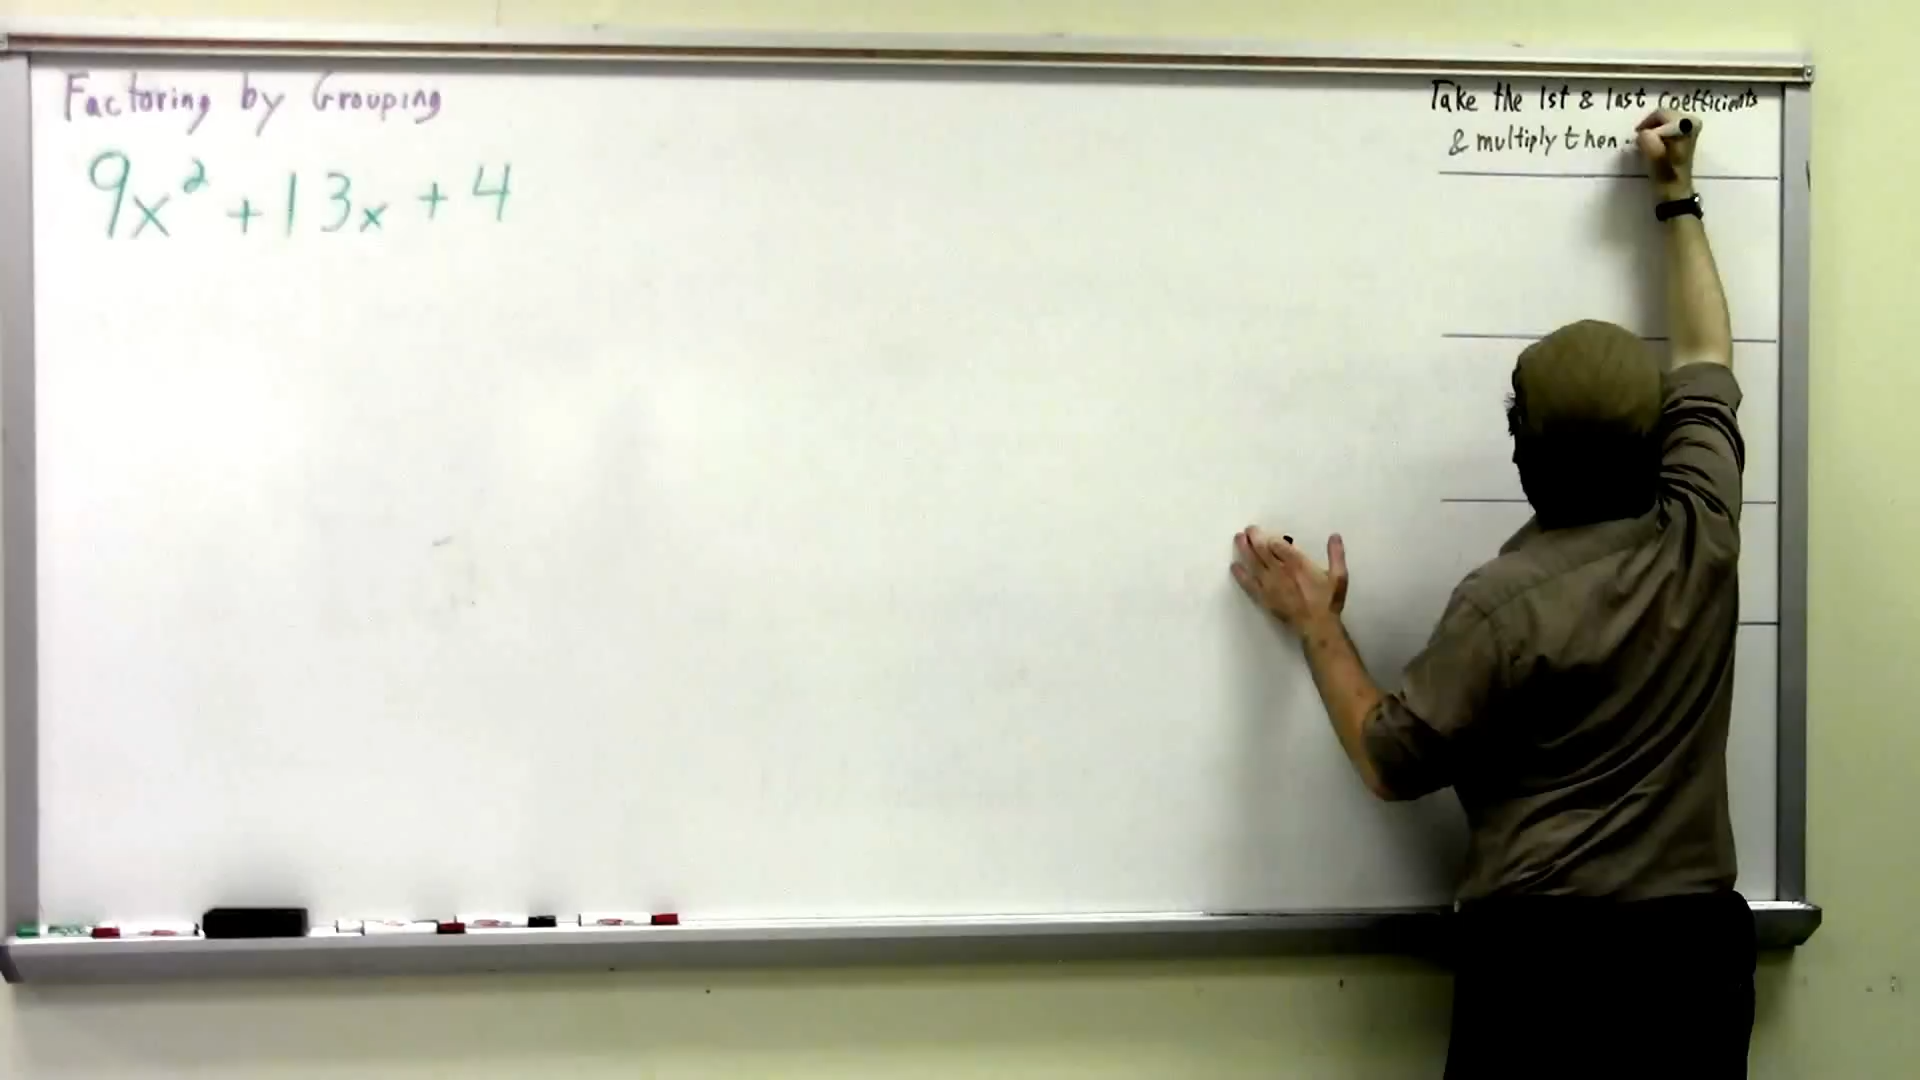 Factoring by Grouping
9x² + 13x + 4
Take the 1st & last coefficients
& multiply then